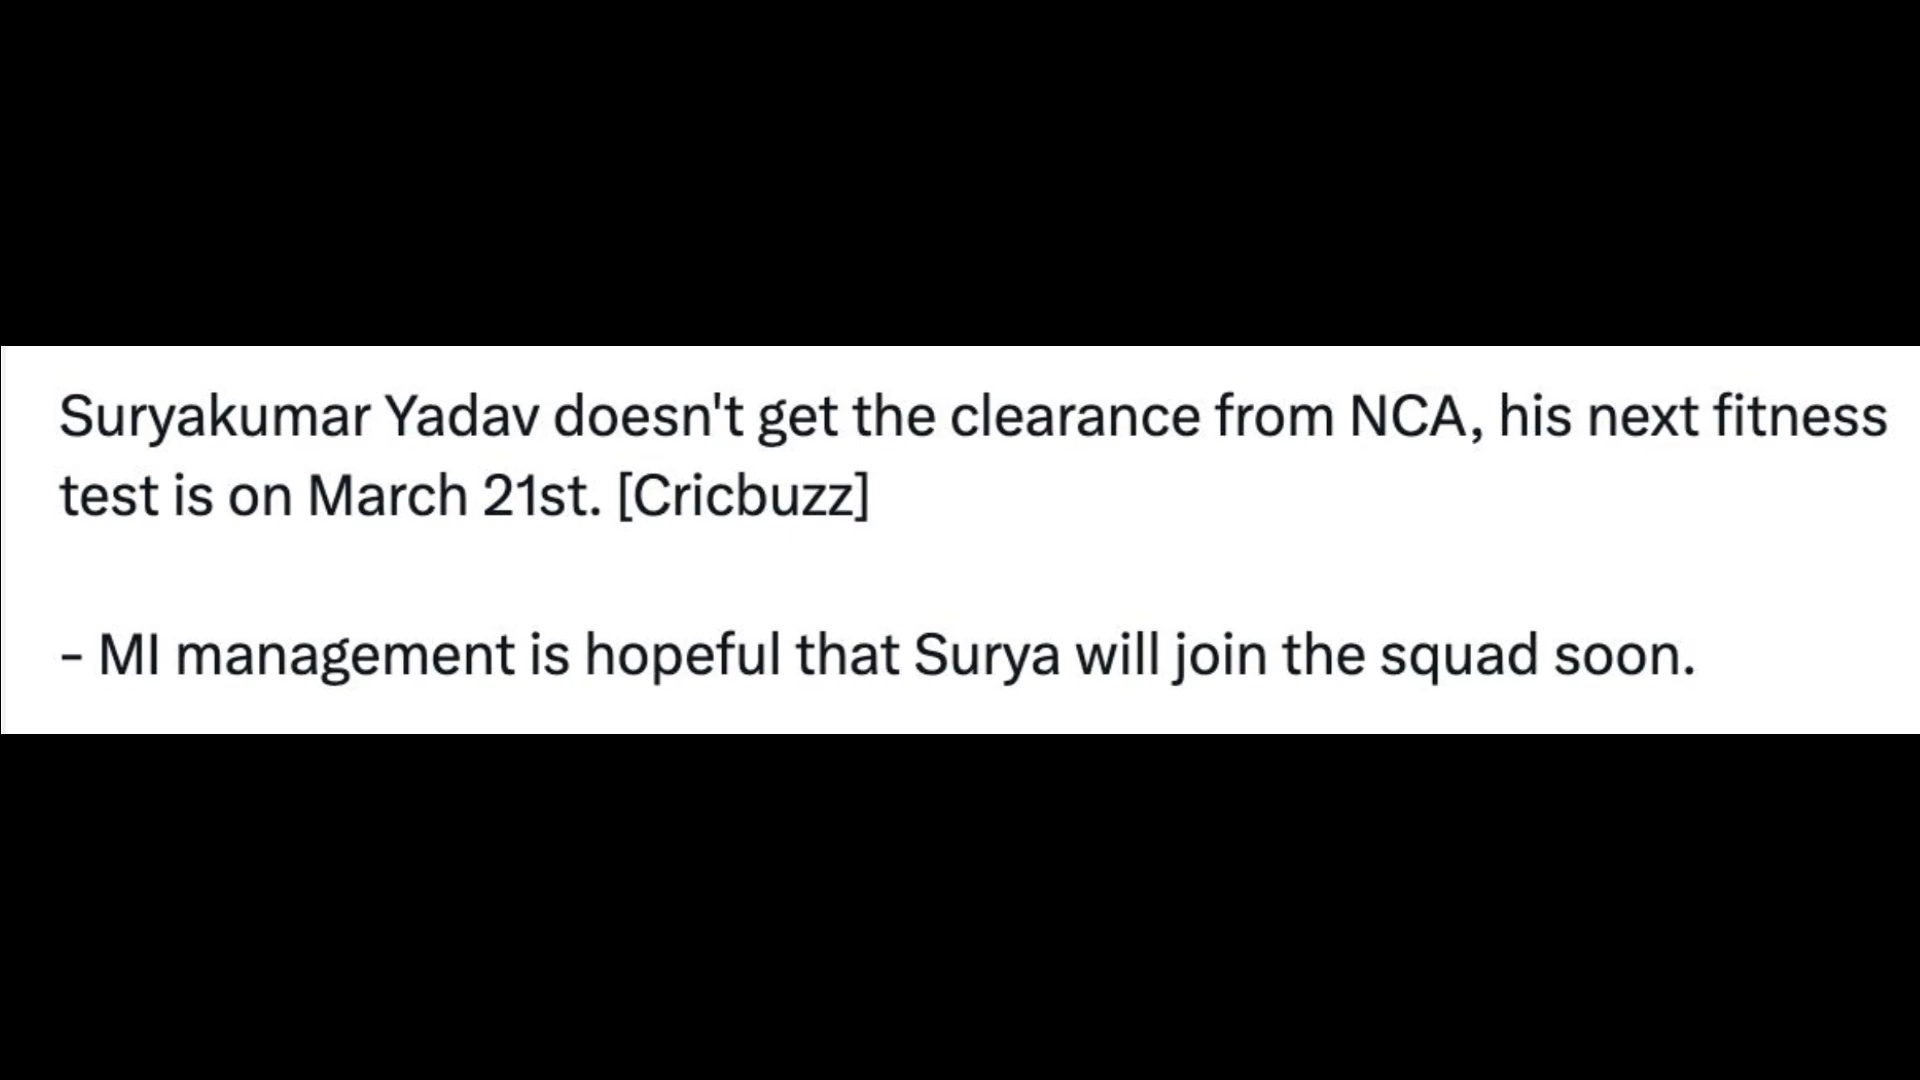 Suryakumar Yadav doesn't get the clearance from NCA, his next fitness
test is on March 21st. [Cricbuzz]
- MI management is hopeful that Surya will join the squad soon.